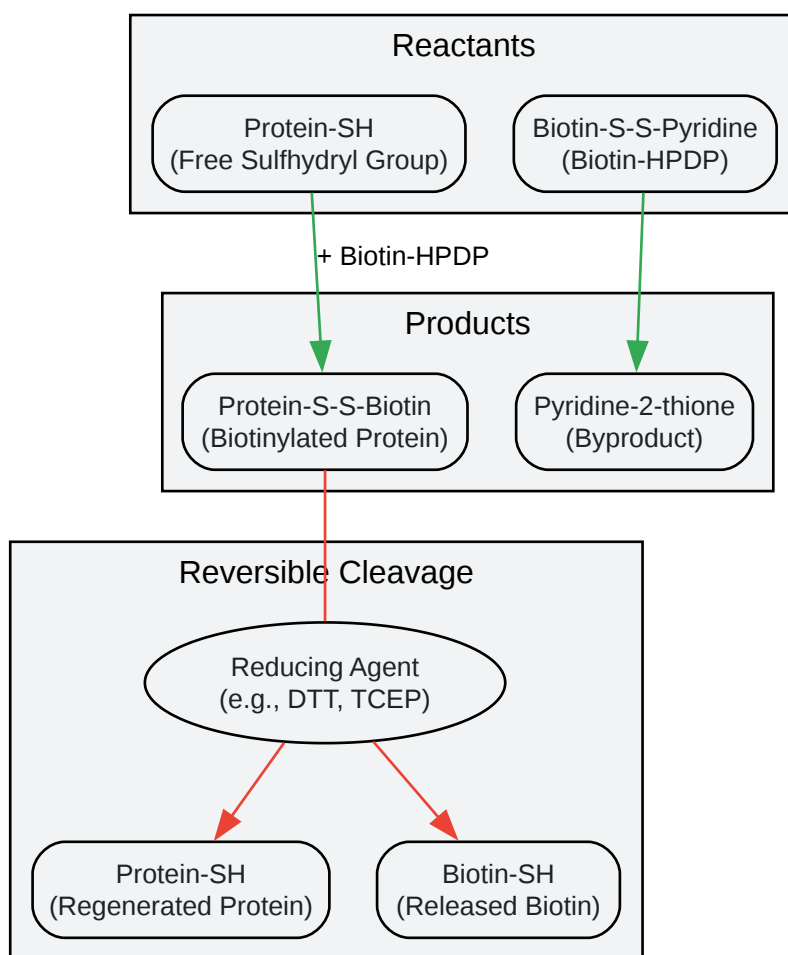 Reactants
Protein-SH
(Free Sulfhydryl Group)
Biotin-S-S-Pyridine
(Biotin-HPDP)
+ Biotin-HPDP
Products
Protein-S-S-Biotin
(Biotinylated Protein)
Pyridine-2-thione
(Byproduct)
Reversible Cleavage
Reducing Agent
(e.g., DTT, TCEP)
Protein-SH
(Regenerated Protein)
Biotin-SH
(Released Biotin)